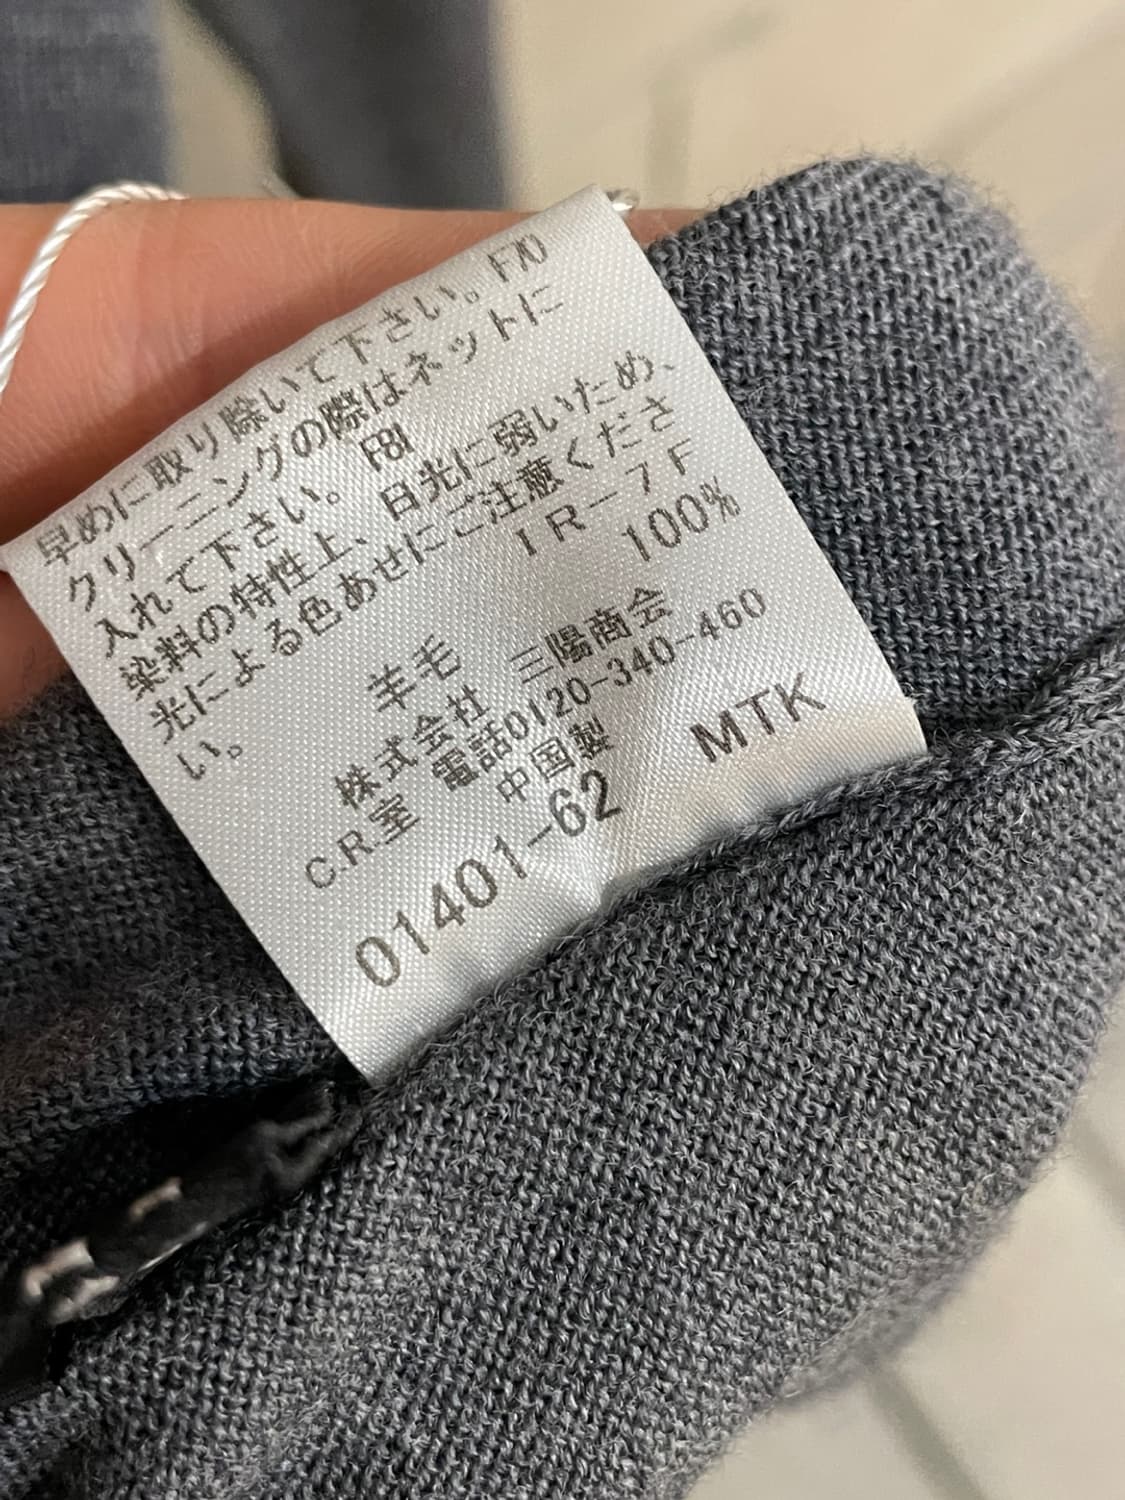 早めに取り除いて下さい。F70
クリーニングの際はネットに
入れて下さい。 F81
染料の特性上、日光に弱いため、
光による色あせにご注意くださ
い。 IR-7F
羊毛 100%
株式会社 三陽商会
C.R室 電話0120-340-460
中国製
01401-62 MTK